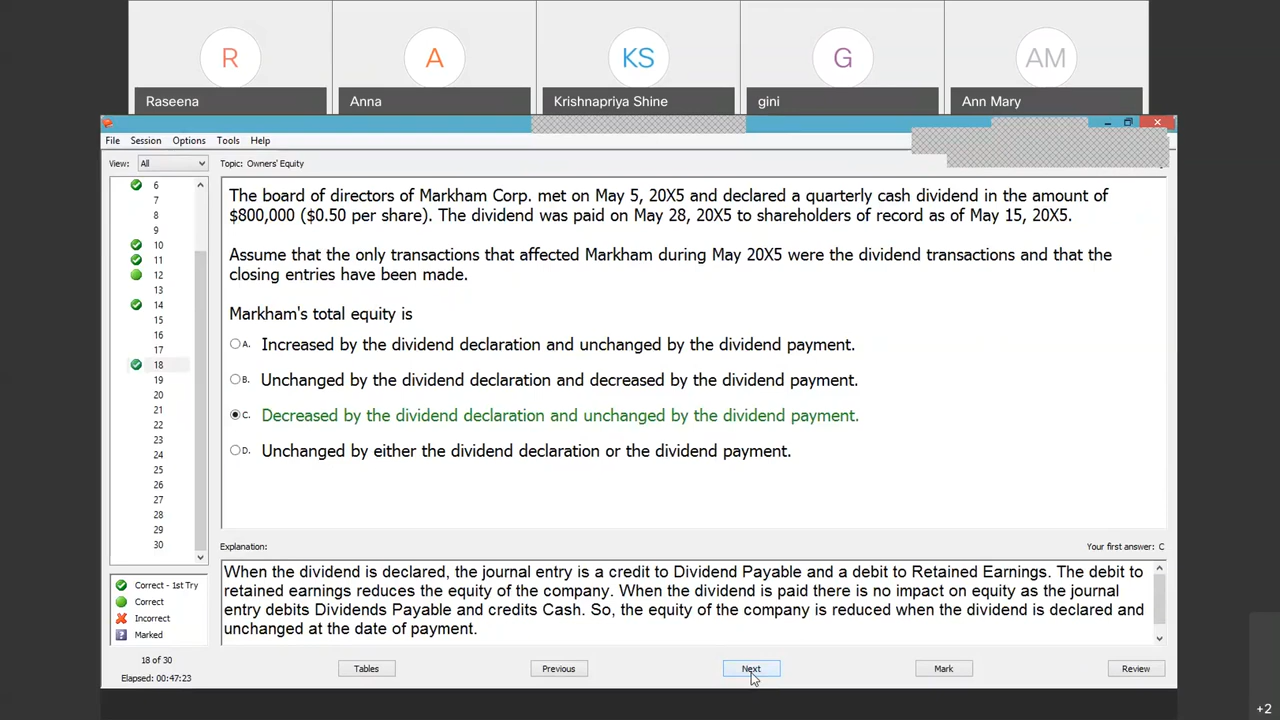 R
A
KS
G
AM
Raseena
Anna
Krishnapriya Shine
gini
Ann Mary
File Session Options Tools Help
View: All
Topic: Owners' Equity
6
7
8
9
10
11
12
13
14
15
16
17
18
19
20
21
22
23
24
25
26
27
28
29
30
The board of directors of Markham Corp. met on May 5, 20X5 and declared a quarterly cash dividend in the amount of
$800,000 ($0.50 per share). The dividend was paid on May 28, 20X5 to shareholders of record as of May 15, 20X5.
Assume that the only transactions that affected Markham during May 20X5 were the dividend transactions and that the
closing entries have been made.
Markham's total equity is
A. Increased by the dividend declaration and unchanged by the dividend payment.
B. Unchanged by the dividend declaration and decreased by the dividend payment.
C. Decreased by the dividend declaration and unchanged by the dividend payment.
D. Unchanged by either the dividend declaration or the dividend payment.
Explanation:
Your first answer: C
When the dividend is declared, the journal entry is a credit to Dividend Payable and a debit to Retained Earnings. The debit to
retained earnings reduces the equity of the company. When the dividend is paid there is no impact on equity as the journal
entry debits Dividends Payable and credits Cash. So, the equity of the company is reduced when the dividend is declared and
unchanged at the date of payment.
Correct - 1st Try
Correct
Incorrect
? Marked
18 of 30
Elapsed: 00:47:23
Tables
Previous
Next
Mark
Review
+2